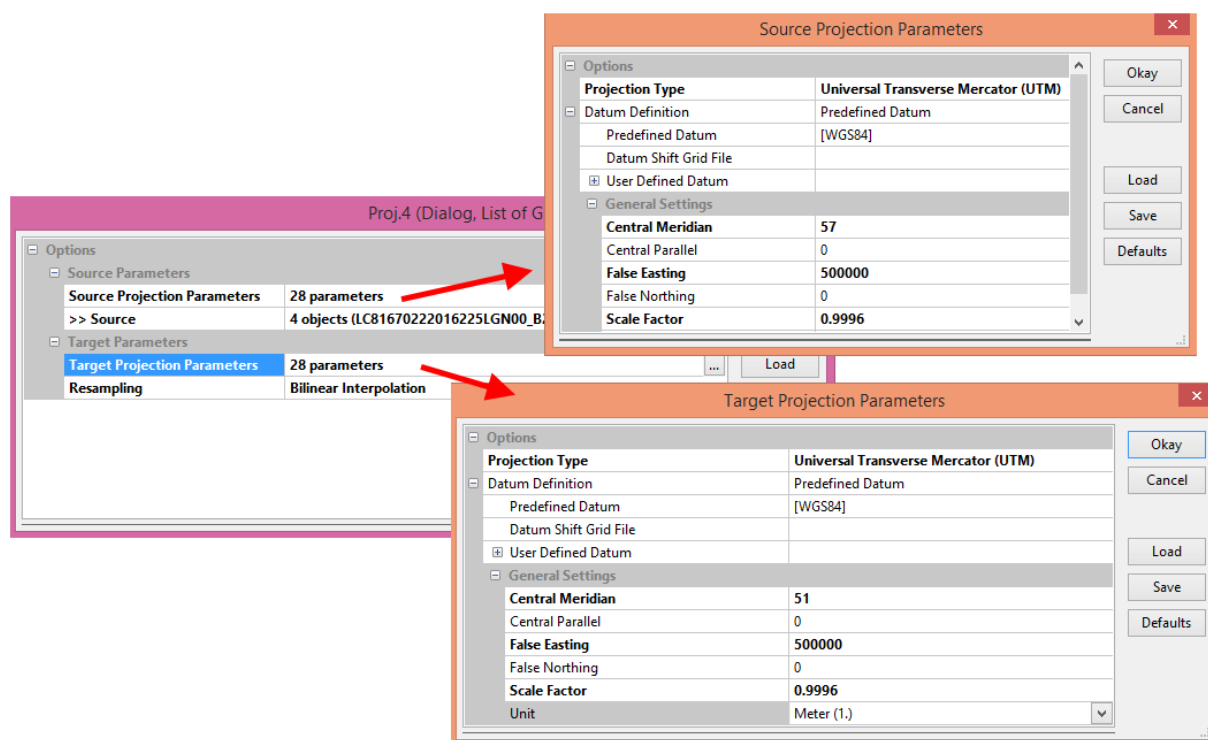 Source Projection Parameters
Options
Projection Type Universal Transverse Mercator (UTM)
Datum Definition Predefined Datum
Predefined Datum [WGS84]
Datum Shift Grid File
User Defined Datum
General Settings
Central Meridian 57
Central Parallel 0
False Easting 500000
False Northing 0
Scale Factor 0.9996
Okay
Cancel
Load
Save
Defaults
Proj.4 (Dialog, List of G
Options
Source Parameters
Source Projection Parameters 28 parameters
>> Source 4 objects (LC81670222016225LGN00_B2
Target Parameters
Target Projection Parameters 28 parameters ... Load
Resampling Bilinear Interpolation
Target Projection Parameters
Options
Projection Type Universal Transverse Mercator (UTM)
Datum Definition Predefined Datum
Predefined Datum [WGS84]
Datum Shift Grid File
User Defined Datum
General Settings
Central Meridian 51
Central Parallel 0
False Easting 500000
False Northing 0
Scale Factor 0.9996
Unit Meter (1.)
Okay
Cancel
Load
Save
Defaults